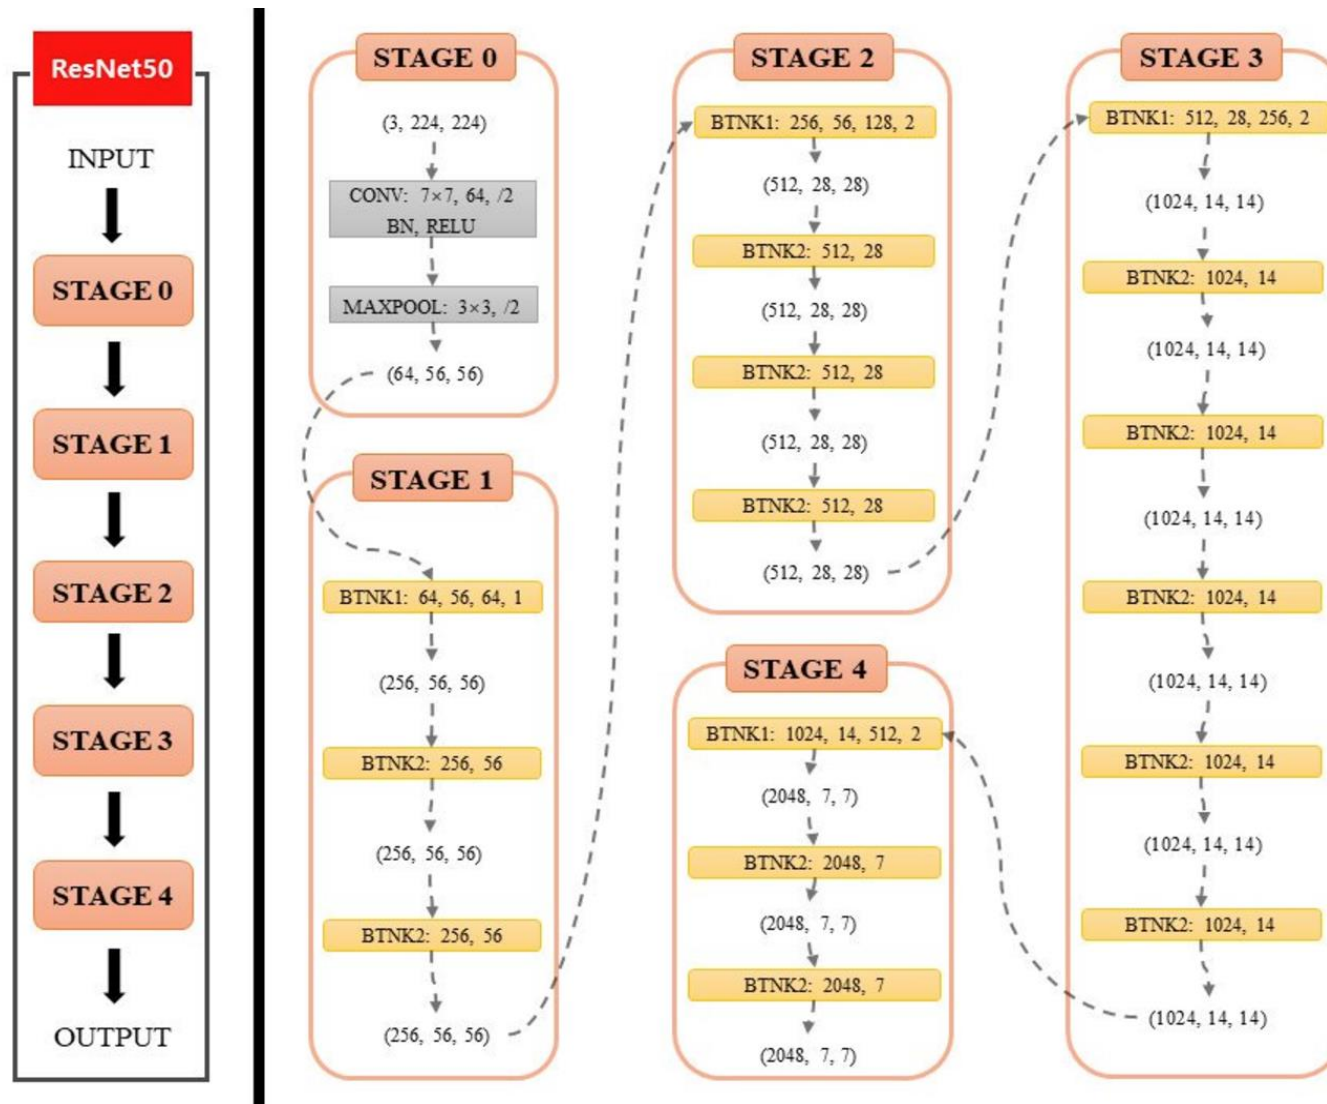 ResNet50
INPUT
STAGE 0
STAGE 1
STAGE 2
STAGE 3
STAGE 4
OUTPUT
STAGE 0
(3, 224, 224)
CONV: 7×7, 64, /2
BN, RELU
MAXPOOL: 3×3, /2
(64, 56, 56)
STAGE 1
BTNK1: 64, 56, 64, 1
(256, 56, 56)
BTNK2: 256, 56
(256, 56, 56)
BTNK2: 256, 56
(256, 56, 56)
STAGE 2
BTNK1: 256, 56, 128, 2
(512, 28, 28)
BTNK2: 512, 28
(512, 28, 28)
BTNK2: 512, 28
(512, 28, 28)
BTNK2: 512, 28
(512, 28, 28)
STAGE 3
BTNK1: 512, 28, 256, 2
(1024, 14, 14)
BTNK2: 1024, 14
(1024, 14, 14)
BTNK2: 1024, 14
(1024, 14, 14)
BTNK2: 1024, 14
(1024, 14, 14)
BTNK2: 1024, 14
(1024, 14, 14)
BTNK2: 1024, 14
(1024, 14, 14)
STAGE 4
BTNK1: 1024, 14, 512, 2
(2048, 7, 7)
BTNK2: 2048, 7
(2048, 7, 7)
BTNK2: 2048, 7
(2048, 7, 7)